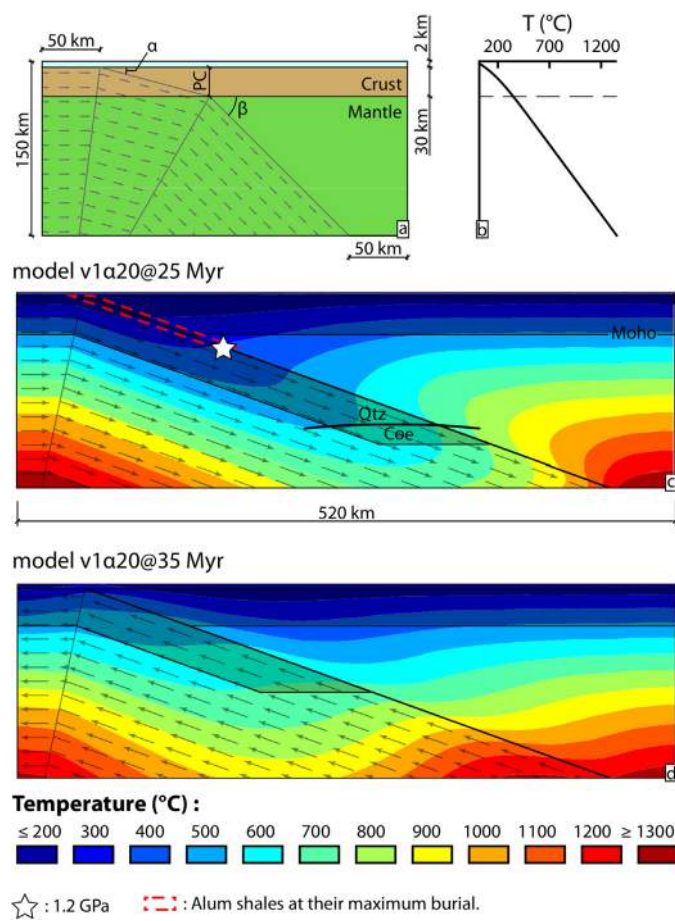 50 km
α
PC
Crust
β
Mantle
150 km
50 km
a
2 km
30 km
T (°C)
200 700 1200
b
model v1α20@25 Myr
Moho
Qtz
Coe
c
520 km
model v1α20@35 Myr
d
Temperature (°C) :
≤ 200 300 400 500 600 700 800 900 1000 1100 1200 ≥ 1300
: 1.2 GPa : Alum shales at their maximum burial.